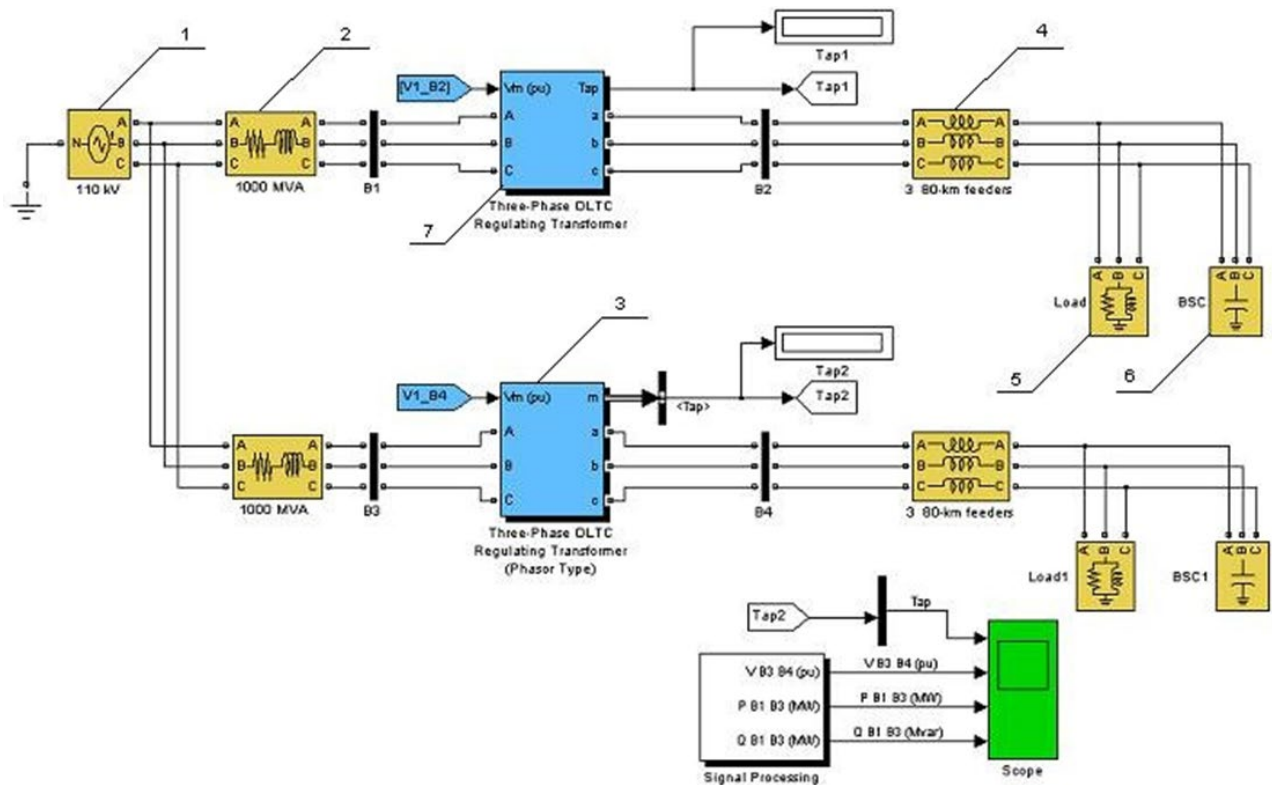 1
2
4
Tap1
[V1_B2]
Vm (pu)
Tap
Tap1
N
A
B
C
110 kV
A A
B B
C C
1000 MVA
B1
A a
B b
C c
Three-Phase OLTC
Regulating Transformer
7
B2
A A
B B
C C
3 80-km feeders
A B C
Load
5
A B C
BSC
6
3
Tap2
V1_B4
Vm (pu)
m
<Tap>
Tap2
A A
B B
C C
1000 MVA
B3
A a
B b
C c
Three-Phase OLTC
Regulating Transformer
(Phasor Type)
B4
A A
B B
C C
3 80-km feeders
A B C
Load1
A B C
BSC1
Tap2
Tap
V B3 B4 (pu)
V B3 B4 (pu)
P B1 B3 (MW)
P B1 B3 (MW)
Q B1 B3 (MW)
Q B1 B3 (Mvar)
Signal Processing
Scope